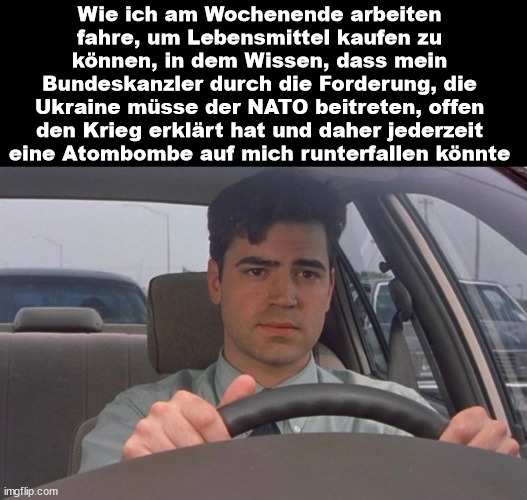 Wie ich am Wochenende arbeiten
fahre, um Lebensmittel kaufen zu
können, in dem Wissen, dass mein
Bundeskanzler durch die Forderung, die
Ukraine müsse der NATO beitreten, offen
den Krieg erklärt hat und daher jederzeit
eine Atombombe auf mich runterfallen könnte
imgflip.com